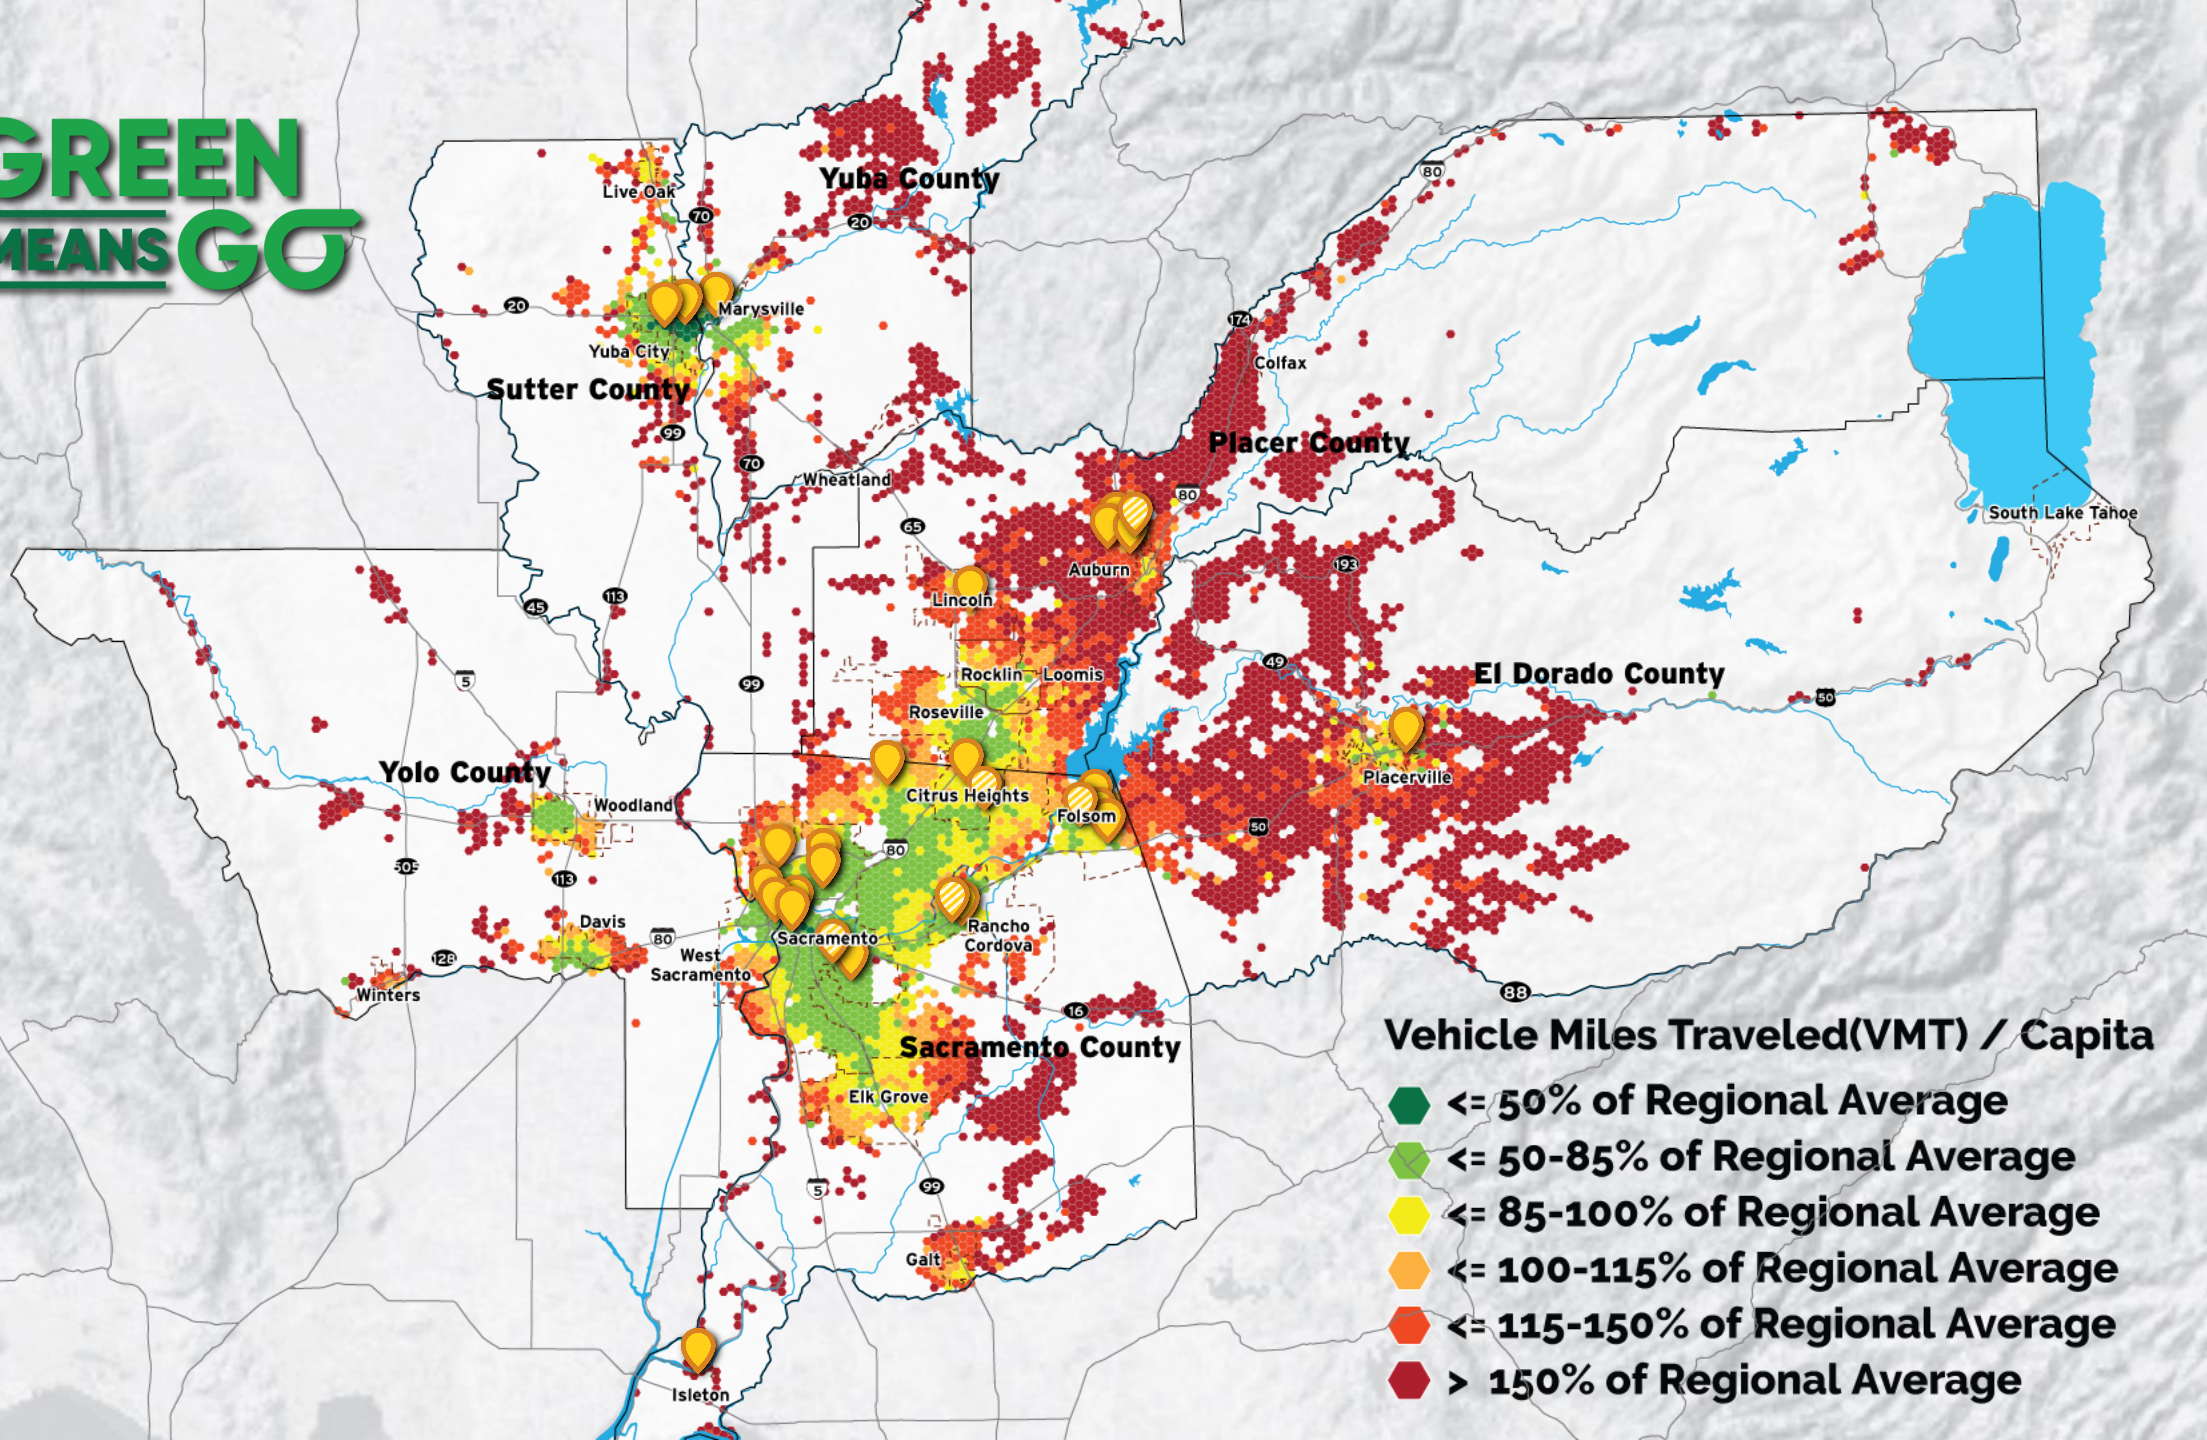 GREEN
MEANS GO
Yuba County
Live Oak
70
20
80
20
Marysville
174
Yuba City
Colfax
Sutter County
99
Placer County
70
Wheatland
80
65
South Lake Tahoe
193
Auburn
45
113
Lincoln
49
Rocklin
Loomis
El Dorado County
5
99
50
Roseville
Yolo County
Placerville
Citrus Heights
Woodland
Folsom
50
80
505
113
Davis
Rancho
Cordova
80
Sacramento
West
Sacramento
128
Winters
88
16
Sacramento County
Elk Grove
5
99
Galt
Isleton
Vehicle Miles Traveled(VMT) / Capita
<= 50% of Regional Average
<= 50-85% of Regional Average
<= 85-100% of Regional Average
<= 100-115% of Regional Average
<= 115-150% of Regional Average
> 150% of Regional Average